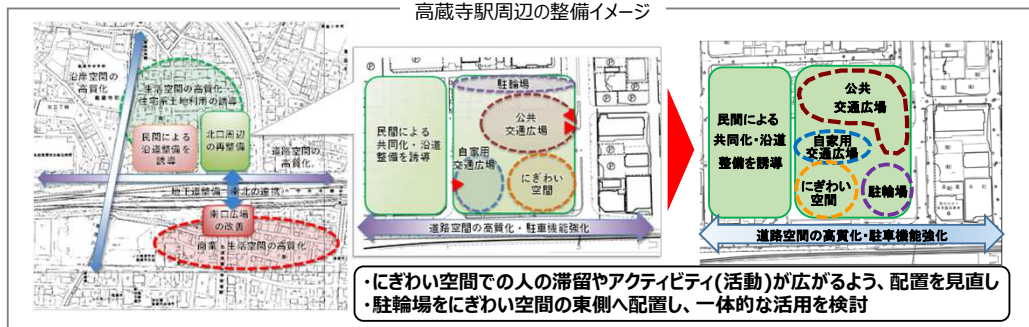 高蔵寺駅周辺の整備イメージ
沿岸空間の
高質化
生活空間の高質化
住宅系土地利用の誘導
民間による
沿道整備を
誘導
北口周辺
の再整備
道路空間の
高質化
地上道整備・南北の連携
南口広場
の改善
商業・生活空間の高質化
駐輪場
民間による
共同化・沿道
整備を誘導
公共
交通広場
自家用
交通広場
にぎわい
空間
道路空間の高質化・駐車機能強化
民間による
共同化・沿道
整備を誘導
公共
交通広場
自家用
交通広場
にぎわい
空間
駐輪場
道路空間の高質化・駐車機能強化
・にぎわい空間での人の滞留やアクティビティ(活動)が広がるよう、配置を見直し
・駐輪場をにぎわい空間の東側へ配置し、一体的な活用を検討